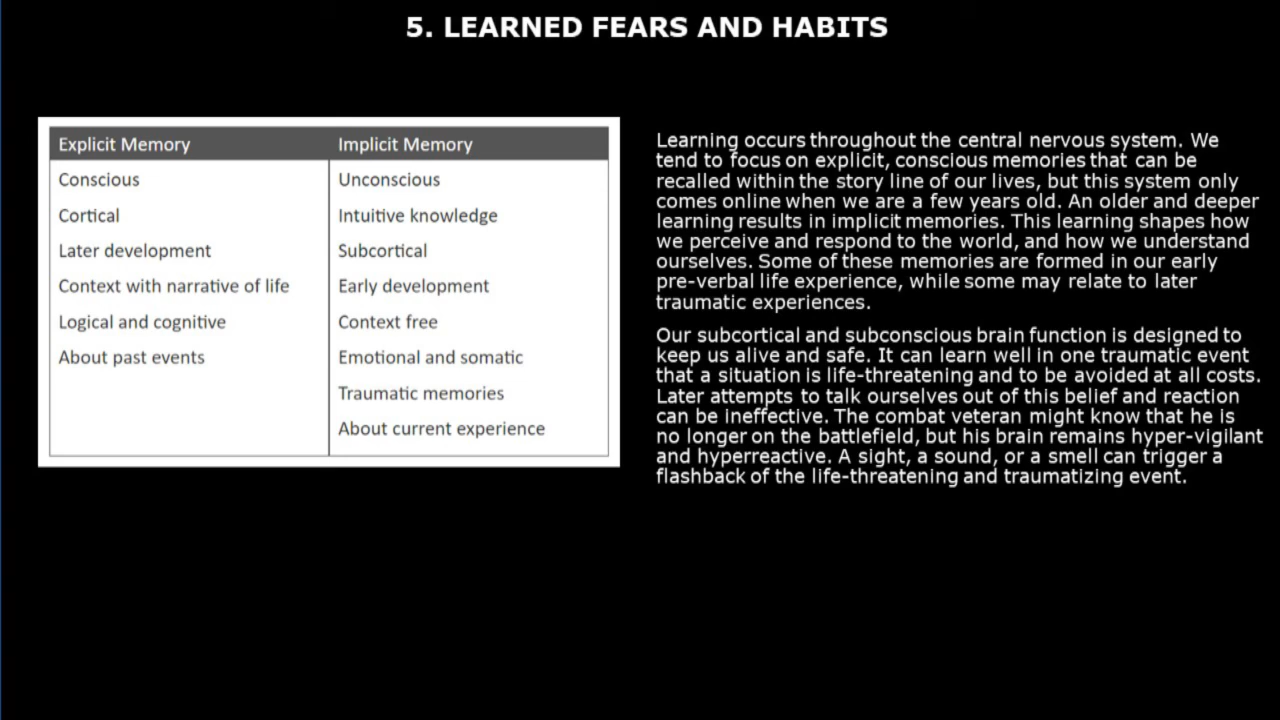 5. LEARNED FEARS AND HABITS
Explicit Memory
Implicit Memory
Conscious
Unconscious
Cortical
Intuitive knowledge
Later development
Subcortical
Context with narrative of life
Early development
Logical and cognitive
Context free
About past events
Emotional and somatic
Traumatic memories
About current experience
Learning occurs throughout the central nervous system. We
tend to focus on explicit, conscious memories that can be
recalled within the story line of our lives, but this system only
comes online when we are a few years old. An older and deeper
learning results in implicit memories. This learning shapes how
we perceive and respond to the world, and how we understand
ourselves. Some of these memories are formed in our early
pre-verbal life experience, while some may relate to later
traumatic experiences.
Our subcortical and subconscious brain function is designed to
keep us alive and safe. It can learn well in one traumatic event
that a situation is life-threatening and to be avoided at all costs.
Later attempts to talk ourselves out of this belief and reaction
can be ineffective. The combat veteran might know that he is
no longer on the battlefield, but his brain remains hyper-vigilant
and hyperreactive. A sight, a sound, or a smell can trigger a
flashback of the life-threatening and traumatizing event.